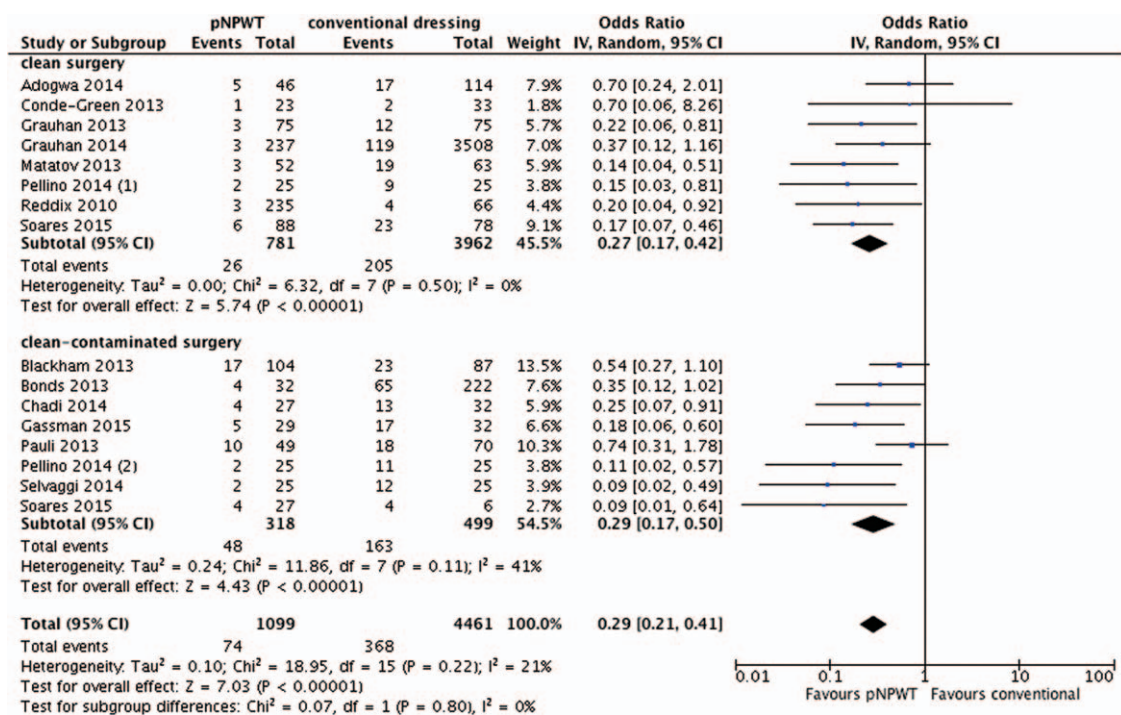 pNPWT conventional dressing Odds Ratio Odds Ratio
Study or Subgroup Events Total Events Total Weight IV, Random, 95% CI IV, Random, 95% CI
clean surgery
Adogwa 2014 5 46 17 114 7.9% 0.70 [0.24, 2.01]
Conde-Green 2013 1 23 2 33 1.8% 0.70 [0.06, 8.26]
Grauhan 2013 3 75 12 75 5.7% 0.22 [0.06, 0.81]
Grauhan 2014 3 237 119 3508 7.0% 0.37 [0.12, 1.16]
Matatov 2013 3 52 19 63 5.9% 0.14 [0.04, 0.51]
Pellino 2014 (1) 2 25 9 25 3.8% 0.15 [0.03, 0.81]
Reddix 2010 3 235 4 66 4.4% 0.20 [0.04, 0.92]
Soares 2015 6 88 23 78 9.1% 0.17 [0.07, 0.46]
Subtotal (95% CI) 781 3962 45.5% 0.27 [0.17, 0.42]
Total events 26 205
Heterogeneity: Tau² = 0.00; Chi² = 6.32, df = 7 (P = 0.50); I² = 0%
Test for overall effect: Z = 5.74 (P < 0.00001)
clean-contaminated surgery
Blackham 2013 17 104 23 87 13.5% 0.54 [0.27, 1.10]
Bonds 2013 4 32 65 222 7.6% 0.35 [0.12, 1.02]
Chadi 2014 4 27 13 32 5.9% 0.25 [0.07, 0.91]
Gassman 2015 5 29 17 32 6.6% 0.18 [0.06, 0.60]
Pauli 2013 10 49 18 70 10.3% 0.74 [0.31, 1.78]
Pellino 2014 (2) 2 25 11 25 3.8% 0.11 [0.02, 0.57]
Selvaggi 2014 2 25 12 25 3.9% 0.09 [0.02, 0.49]
Soares 2015 4 27 4 6 2.7% 0.09 [0.01, 0.64]
Subtotal (95% CI) 318 499 54.5% 0.29 [0.17, 0.50]
Total events 48 163
Heterogeneity: Tau² = 0.24; Chi² = 11.86, df = 7 (P = 0.11); I² = 41%
Test for overall effect: Z = 4.43 (P < 0.00001)
Total (95% CI) 1099 4461 100.0% 0.29 [0.21, 0.41]
Total events 74 368
Heterogeneity: Tau² = 0.10; Chi² = 18.95, df = 15 (P = 0.22); I² = 21%
Test for overall effect: Z = 7.03 (P < 0.00001)
Test for subgroup differences: Chi² = 0.07, df = 1 (P = 0.80), I² = 0%
0.01 0.1 1 10 100
Favours pNPWT Favours conventional